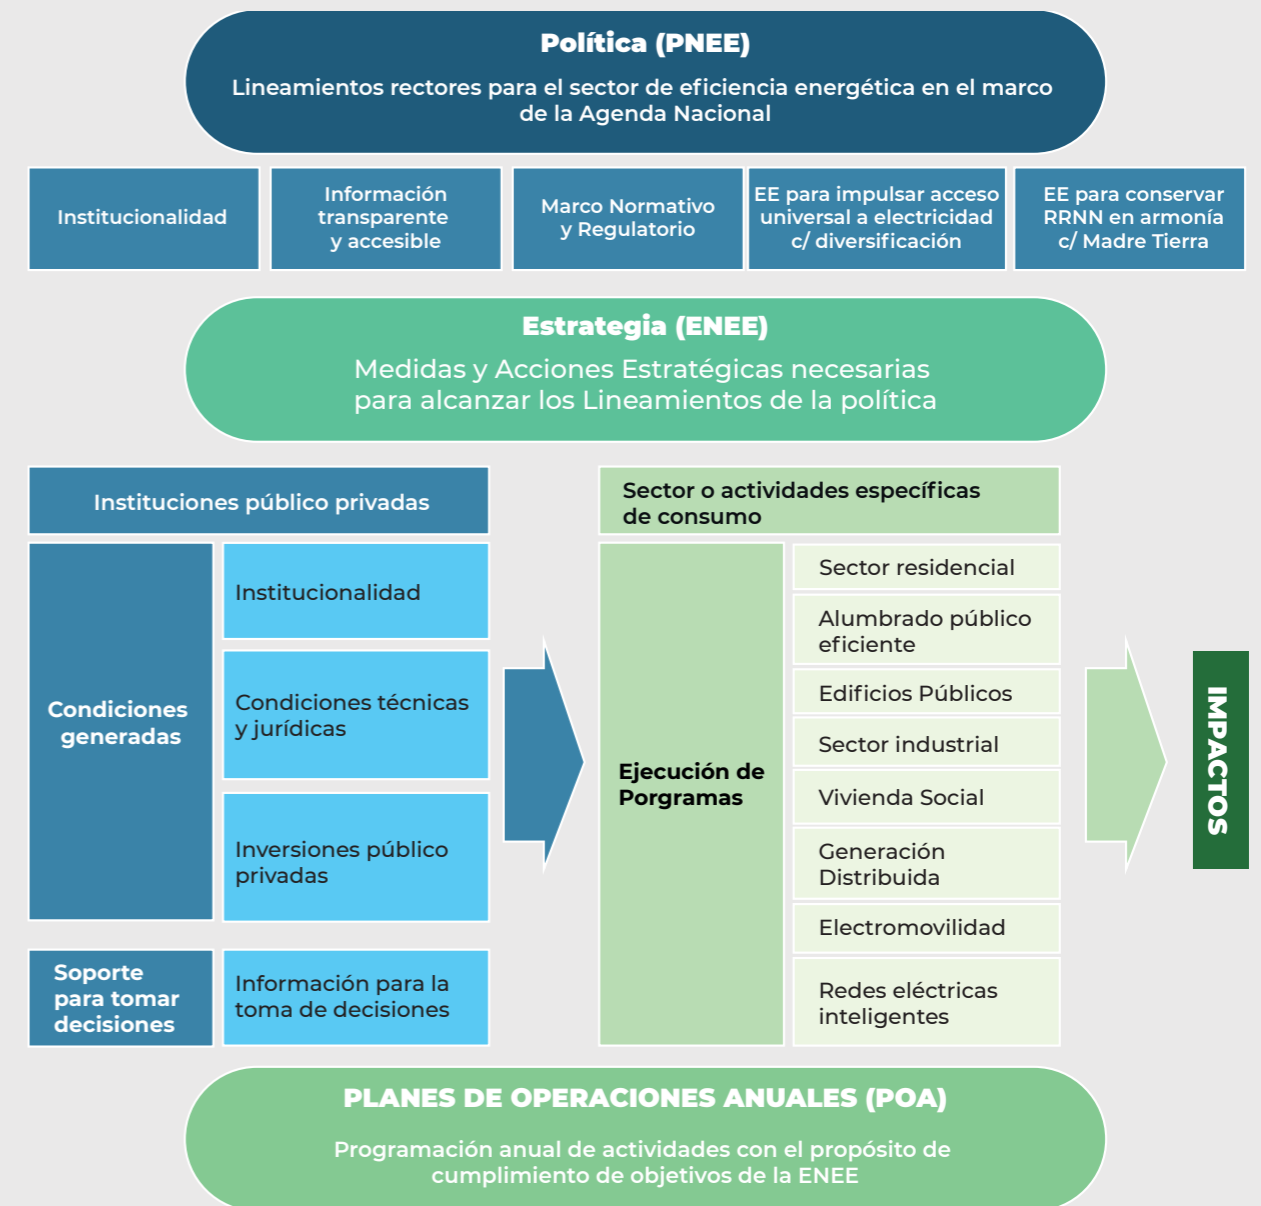 Política (PNEE)
Lineamientos rectores para el sector de eficiencia energética en el marco
de la Agenda Nacional
Institucionalidad
Información
transparente
y accesible
Marco Normativo
y Regulatorio
EE para impulsar acceso
universal a electricidad
c/ diversificación
EE para conservar
RRNN en armonía
c/ Madre Tierra
Estrategia (ENEE)
Medidas y Acciones Estratégicas necesarias
para alcanzar los Lineamientos de la política
Instituciones público privadas
Condiciones
generadas
Institucionalidad
Condiciones técnicas
y jurídicas
Inversiones público
privadas
Soporte
para tomar
decisiones
Información para la
toma de decisiones
Sector o actividades específicas
de consumo
Ejecución de
Porgramas
Sector residencial
Alumbrado público
eficiente
Edificios Públicos
Sector industrial
Vivienda Social
Generación
Distribuida
Electromovilidad
Redes eléctricas
inteligentes
IMPACTOS
PLANES DE OPERACIONES ANUALES (POA)
Programación anual de actividades con el propósito de
cumplimiento de objetivos de la ENEE